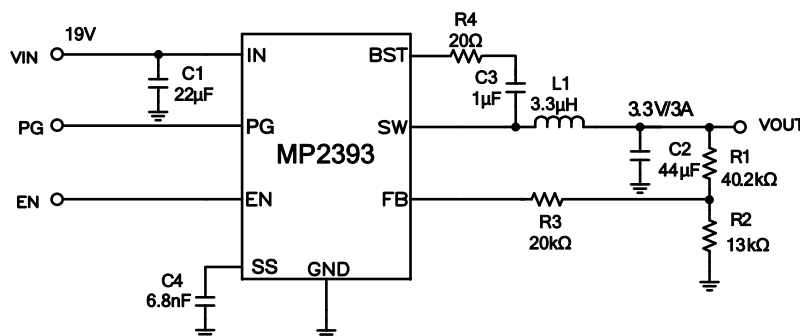 19V
VIN
C1
22µF
PG
EN
IN
PG
EN
SS
GND
MP2393
BST
SW
FB
C4
6.8nF
R4
20Ω
C3
1µF
L1
3.3µH
3.3V/3A
VOUT
C2
44µF
R1
40.2kΩ
R3
20kΩ
R2
13kΩ